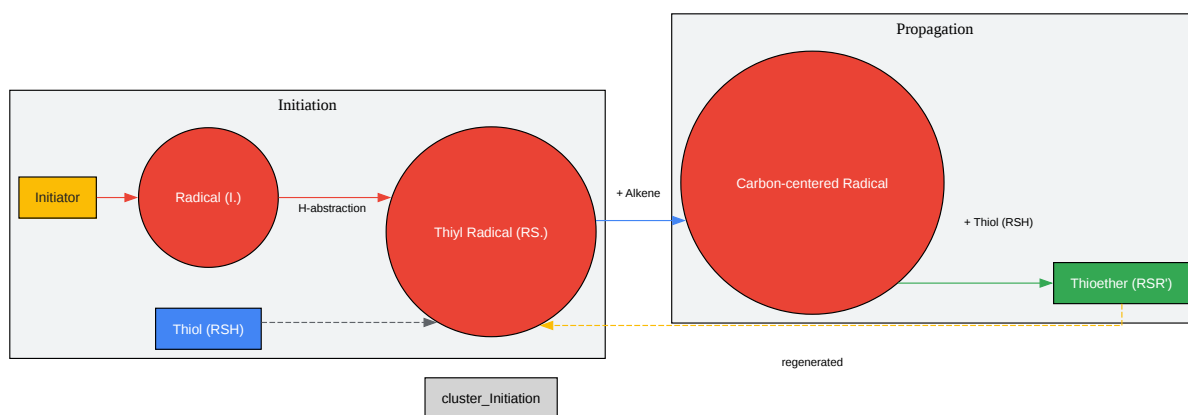 Propagation
Initiation
Initiator
Radical (I.)
H-abstraction
Thiyl Radical (RS.)
+ Alkene
Carbon-centered Radical
+ Thiol (RSH)
Thioether (RSR')
Thiol (RSH)
regenerated
cluster_Initiation